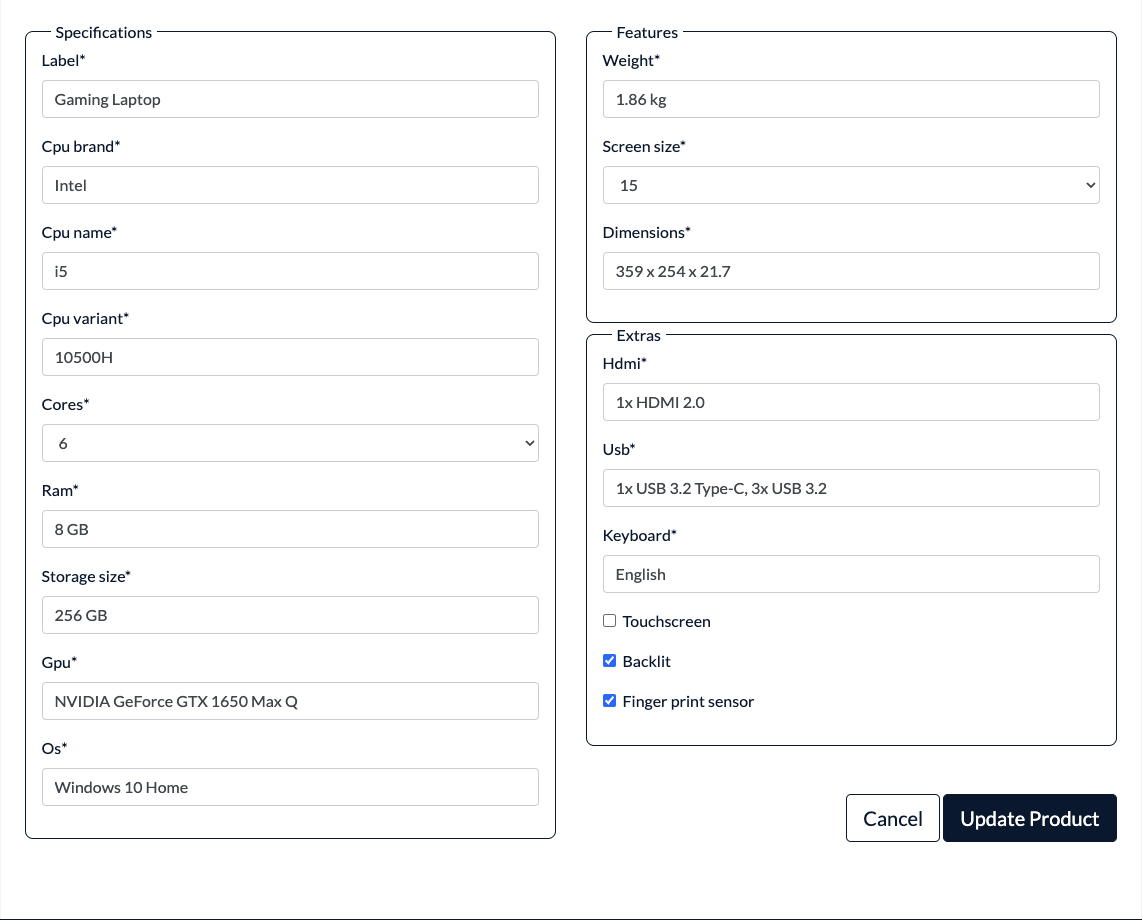 Specifications
Label*
Gaming Laptop
Cpu brand*
Intel
Cpu name*
i5
Cpu variant*
10500H
Cores*
6
Ram*
8 GB
Storage size*
256 GB
Gpu*
NVIDIA GeForce GTX 1650 Max Q
Os*
Windows 10 Home
Features
Weight*
1.86 kg
Screen size*
15
Dimensions*
359 x 254 x 21.7
Extras
Hdmi*
1x HDMI 2.0
Usb*
1x USB 3.2 Type-C, 3x USB 3.2
Keyboard*
English
Touchscreen
Backlit
Finger print sensor
Cancel
Update Product